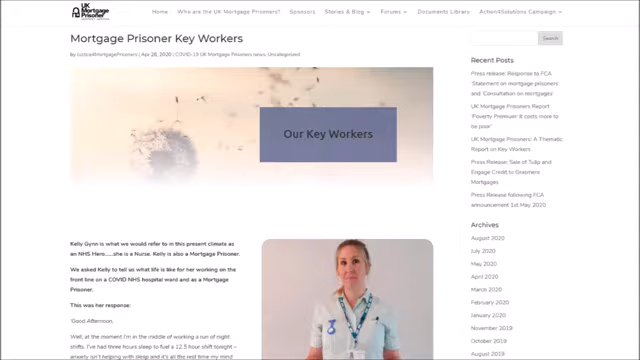 UK
Mortgage
Prisoner
Home
Who are the UK Mortgage Prisoners?
Sponsors
Stories & Blog
Forums
Documents Library
Action4Solutions Campaign
Mortgage Prisoner Key Workers
by Justice4MortgagePrisoners | Apr 28, 2020 | COVID-19 UK Mortgage Prisoners news, Uncategorized
Our Key Workers
Kelly Gynn is what we would refer to in this present climate as
an NHS Hero......she is a Nurse. Kelly is also a Mortgage Prisoner.
We asked Kelly to tell us what life is like for her working on the
front line on a COVID NHS hospital word and as a Mortgage
Prisoner.
This was her response:
'Good Afternoon,
Well, at the moment I'm in the middle of working a run of night
shifts. I've had three hours sleep to fuel a 12.5 hour shift tonight –
anxiety isn't helping with sleep and it's all the rest time my mind
Search
Recent Posts
Press release: Response to FCA
'Statement on mortgage prisoners'
and 'Consultation on mortgages'
UK Mortgage Prisoners Report
'Poverty Premium: It costs more to
be poor'
UK Mortgage Prisoners: A Thematic
Report on Key Workers
Press Release: Sale of Tulip and
Engage Credit to Grasmere
Mortgages
Press Release following FCA
announcement 1st May 2020
Archives
August 2020
July 2020
May 2020
April 2020
March 2020
February 2020
January 2020
November 2019
October 2019
August 2019